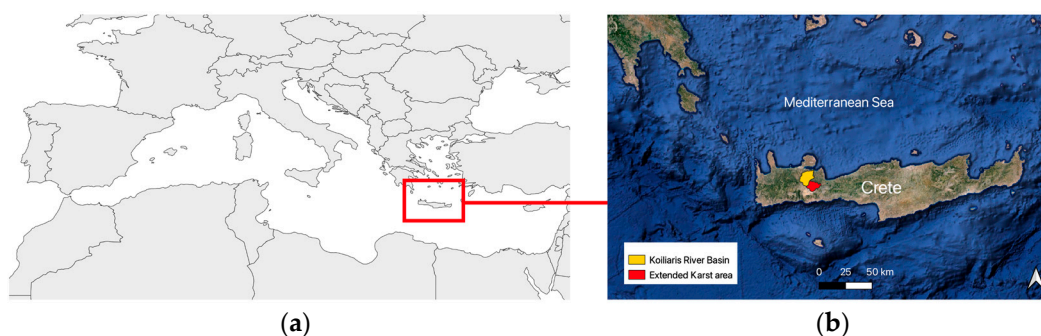 Mediterranean Sea
Crete
Koiliaris River Basin
Extended Karst area
0 25 50 km
(a)
(b)